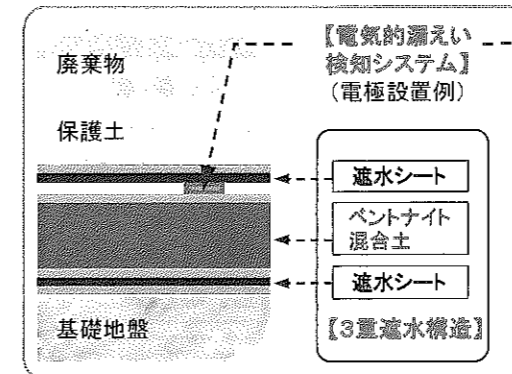 【電気的漏えい
検知システム】
(電極設置例)
廃棄物
保護土
遮水シート
ベントナイト
混合土
遮水シート
基礎地盤
【3重遮水構造】